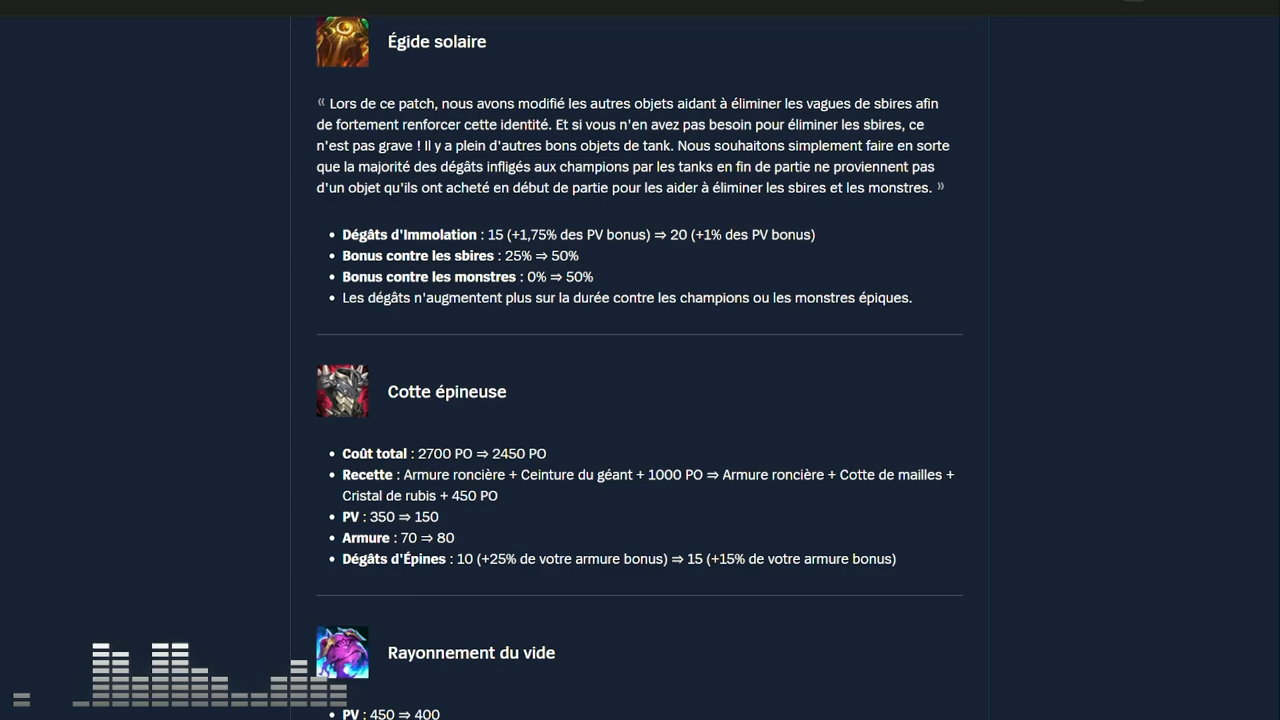 Égide solaire
« Lors de ce patch, nous avons modifié les autres objets aidant à éliminer les vagues de sbires afin
de fortement renforcer cette identité. Et si vous n'en avez pas besoin pour éliminer les sbires, ce
n'est pas grave ! Il y a plein d'autres bons objets de tank. Nous souhaitons simplement faire en sorte
que la majorité des dégâts infligés aux champions par les tanks en fin de partie ne proviennent pas
d'un objet qu'ils ont acheté en début de partie pour les aider à éliminer les sbires et les monstres. »
• Dégâts d'Immolation : 15 (+1,75% des PV bonus) ⇒ 20 (+1% des PV bonus)
• Bonus contre les sbires : 25% ⇒ 50%
• Bonus contre les monstres : 0% ⇒ 50%
• Les dégâts n'augmentent plus sur la durée contre les champions ou les monstres épiques.
Cotte épineuse
• Coût total : 2700 PO ⇒ 2450 PO
• Recette : Armure roncière + Ceinture du géant + 1000 PO ⇒ Armure roncière + Cotte de mailles +
Cristal de rubis + 450 PO
• PV : 350 ⇒ 150
• Armure : 70 ⇒ 80
• Dégâts d'Épines : 10 (+25% de votre armure bonus) ⇒ 15 (+15% de votre armure bonus)
Rayonnement du vide
• PV : 450 ⇒ 400